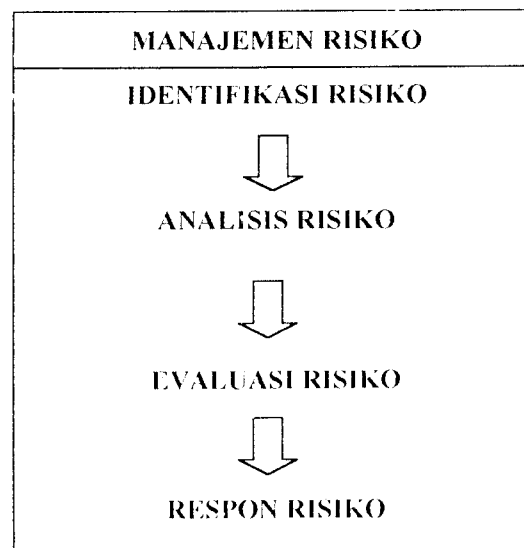 MANAJEMEN RISIKO
IDENTIFIKASI RISIKO
ANALISIS RISIKO
EVALUASI RISIKO
RESPON RISIKO